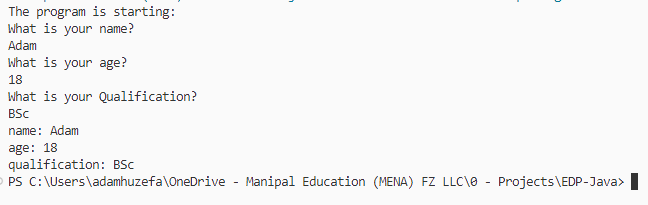 The program is starting:
What is your name?
Adam
What is your age?
18
What is your Qualification?
BSc
name: Adam
age: 18
qualification: BSc
PS C:\Users\adamhuzefa\OneDrive - Manipal Education (MENA) FZ LLC\0 - Projects\EDP-Java>